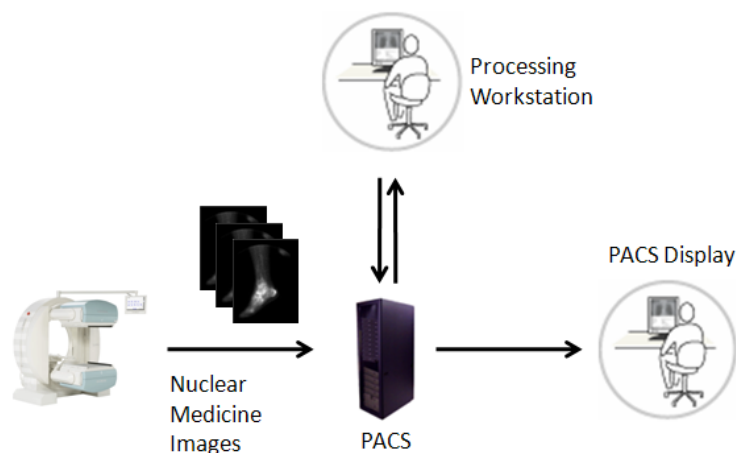 Processing
Workstation
PACS Display
Nuclear
Medicine
Images
PACS